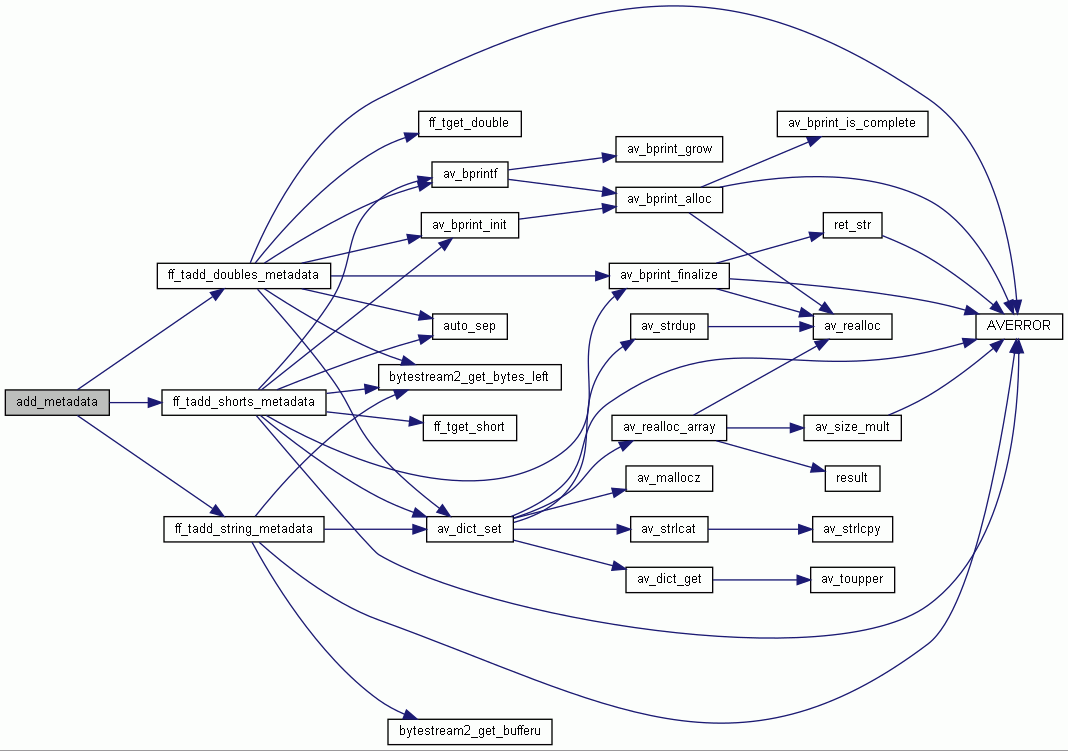 ff_tget_double
av_bprint_is_complete
av_bprint_grow
av_bprintf
av_bprint_alloc
av_bprint_init
ret_str
ff_tadd_doubles_metadata
av_bprint_finalize
auto_sep
av_strdup
av_realloc
AVERROR
bytestream2_get_bytes_left
add_metadata
ff_tadd_shorts_metadata
ff_tget_short
av_realloc_array
av_size_mult
av_mallocz
result
ff_tadd_string_metadata
av_dict_set
av_strlcat
av_strlcpy
av_dict_get
av_toupper
bytestream2_get_bufferu